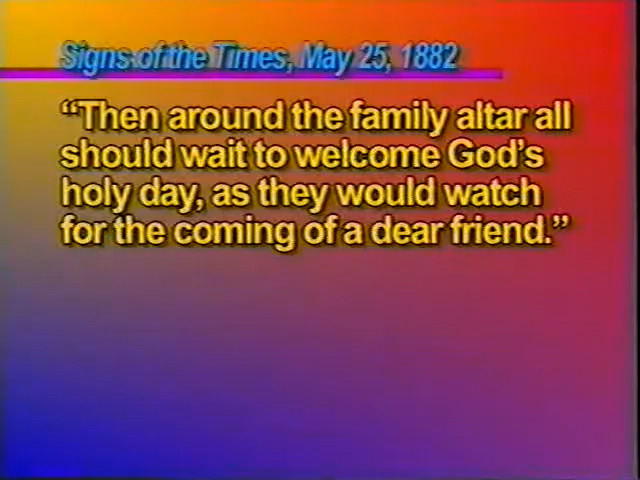 Signs of the Times, May 25, 1882
“Then around the family altar all
should wait to welcome God’s
holy day, as they would watch
for the coming of a dear friend.”